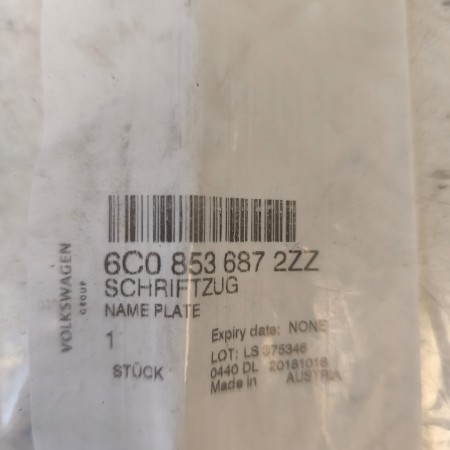 VOLKSWAGEN
GROUP
6C0 853 687 2ZZ
SCHRIFTZUG
NAME PLATE
1
STÜCK
Expiry date: NONE
LOT: LS 375346
0440 DL 20181018
Made in AUSTRIA